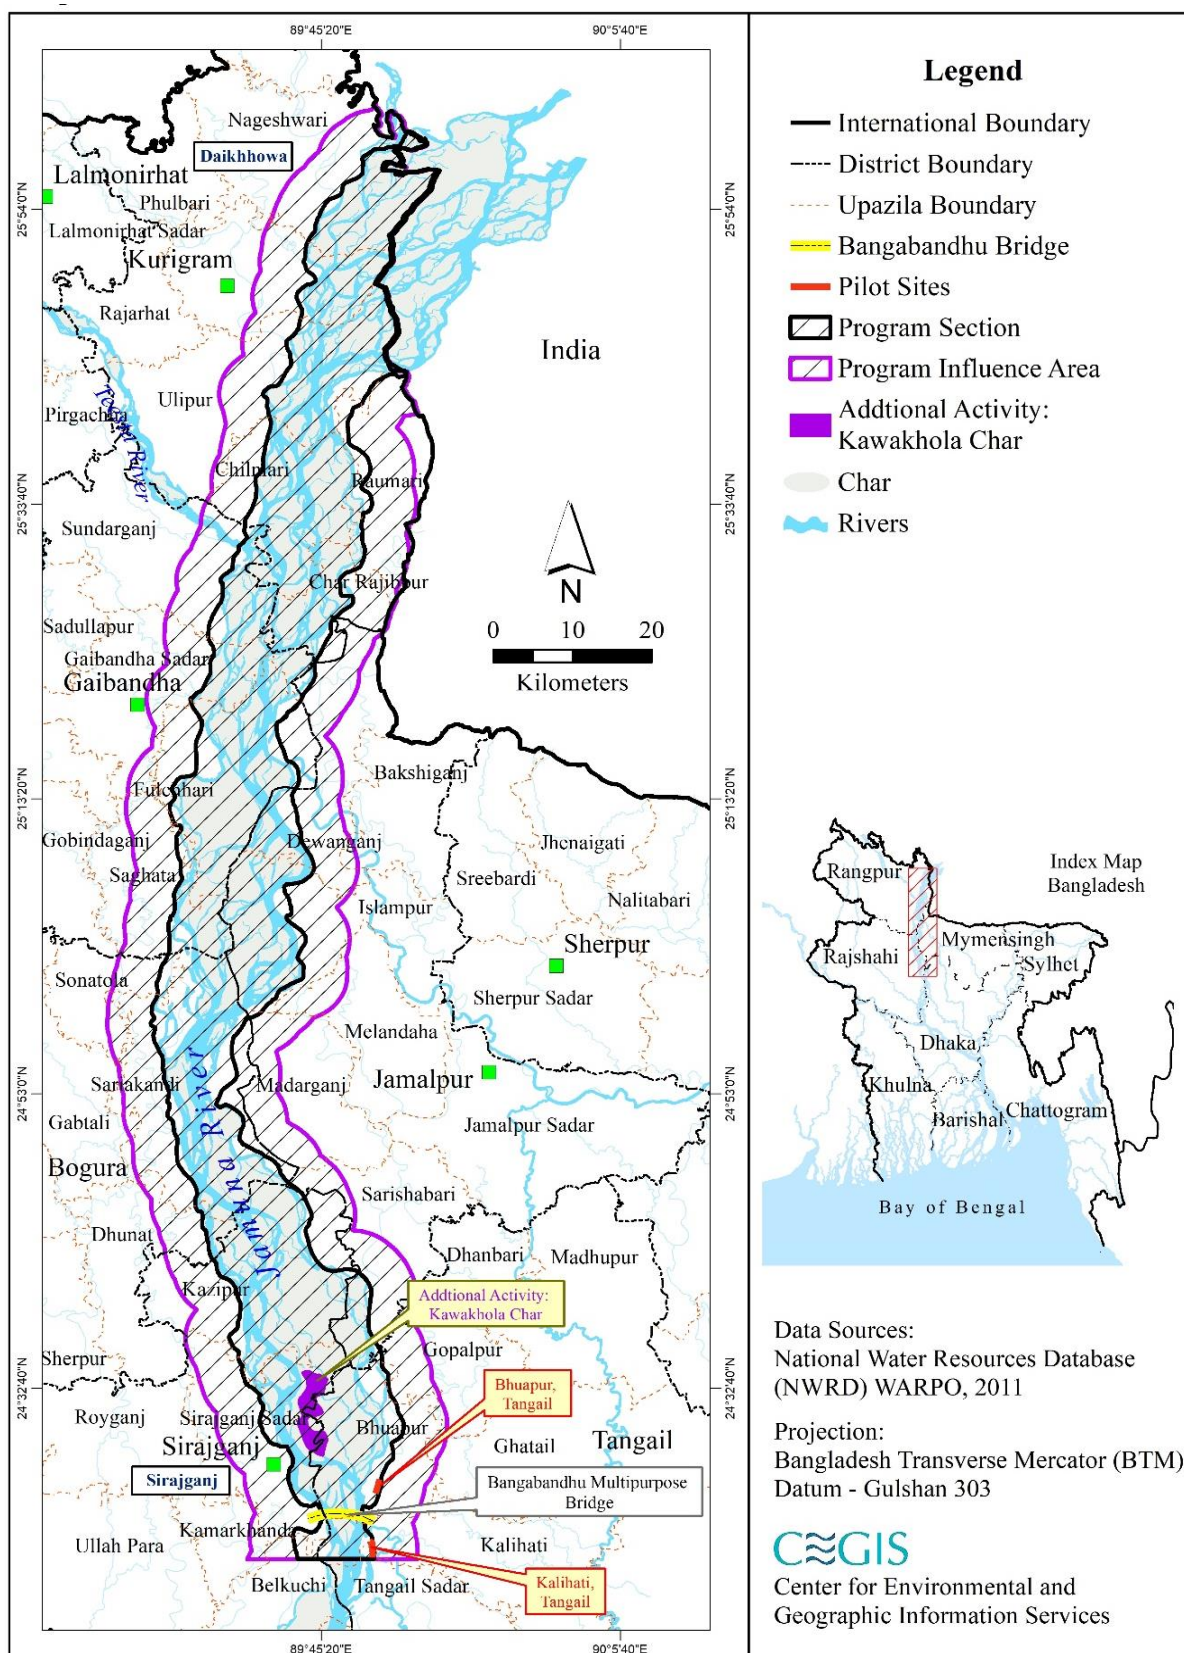 89°45'20"E
90°5'40"E
Nageshwari
Daikhhowa
Lalmonirhat
Phulbari
Lalmonirhat Sadar
Kurigram
Rajarhat
India
Ulipur
Pirgachha
Teesta River
Chilmari
Raumari
Sundarganj
Char Rajibpur
N
0 10 20
Kilometers
Sadullapur
Gaibandha Sadar
Gaibandha
Bakshiganj
Fulchhari
Gobindaganj
Dewanganj
Jhenaigati
Saghata
Sreebardi
Nalitabari
Islampur
Sherpur
Sonatola
Sherpur Sadar
Melandaha
Sariakandi
Madarganj
Jamalpur
Gabtali
Jamalpur Sadar
Jamuna River
Bogura
Sarishabari
Dhunat
Dhanbari
Madhupur
Kazipur
Addtional Activity:
Kawakhola Char
Sherpur
Gopalpur
Bhuapur,
Tangail
Royganj
Sirajganj Sadar
Bhuapur
Ghatail
Tangail
Sirajganj
Sirajganj
Bangabandhu Multipurpose
Bridge
Kamarkhanda
Ullah Para
Kalihati
Belkuchi
Tangail Sadar
Kalihati,
Tangail
89°45'20"E
90°5'40"E
25°54'0"N
25°33'40"N
25°13'20"N
24°53'0"N
24°32'40"N
25°54'0"N
25°33'40"N
25°13'20"N
24°53'0"N
24°32'40"N
Legend
International Boundary
District Boundary
Upazila Boundary
Bangabandhu Bridge
Pilot Sites
Program Section
Program Influence Area
Addtional Activity:
Kawakhola Char
Char
Rivers
Index Map
Bangladesh
Rangpur
Mymensingh
Rajshahi
Sylhet
Dhaka
Khulna
Barishal
Chattogram
Bay of Bengal
Data Sources:
National Water Resources Database
(NWRD) WARPO, 2011
Projection:
Bangladesh Transverse Mercator (BTM)
Datum - Gulshan 303
CEGIS
Center for Environmental and
Geographic Information Services